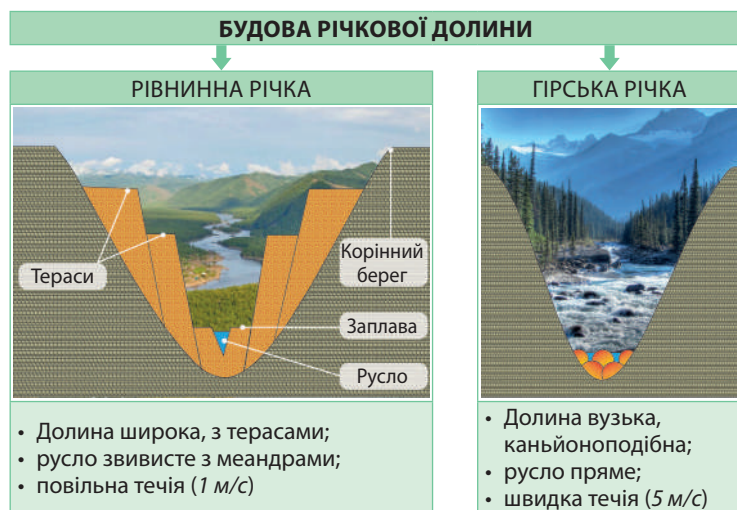 БУДОВА РІЧКОВОЇ ДОЛИНИ
РІВНИННА РІЧКА
Тераси
Корінний
берег
Заплава
Русло
• Долина широка, з терасами;
• русло звивисте з меандрами;
• повільна течія (1 м/с)
ГІРСЬКА РІЧКА
• Долина вузька,
каньйоноподібна;
• русло пряме;
• швидка течія (5 м/с)